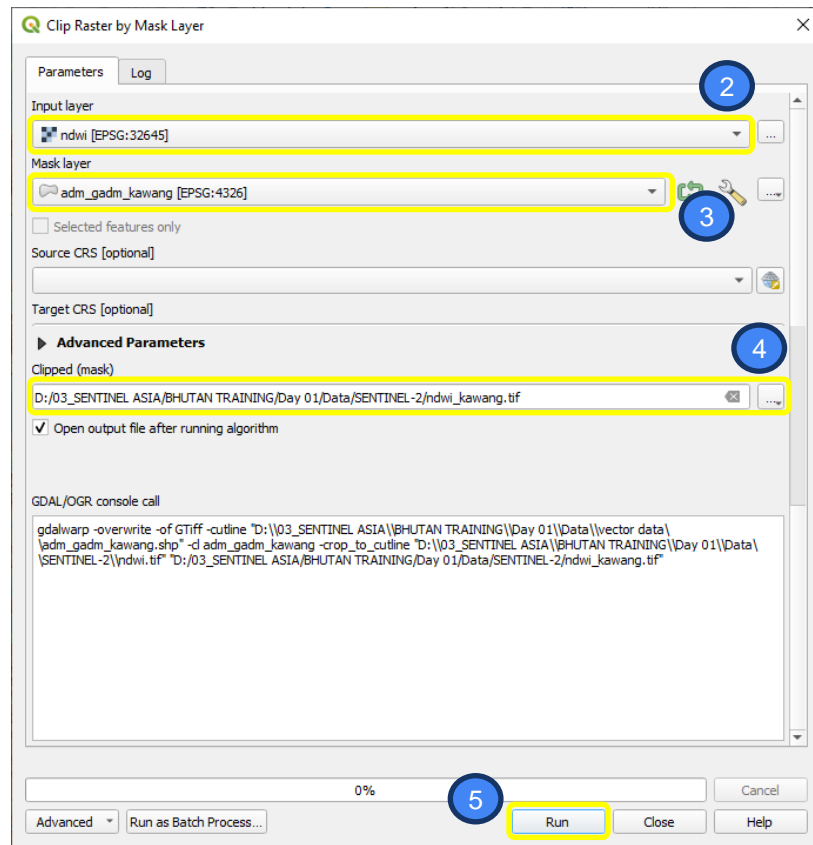 Clip Raster by Mask Layer
Parameters Log
2
Input layer
ndwi [EPSG:32645]
...
Mask layer
adm_gadm_kawang [EPSG:4326]
...
3
Selected features only
Source CRS [optional]
Target CRS [optional]
Advanced Parameters
4
Clipped (mask)
D:/03_SENTINEL ASIA/BHUTAN TRAINING/Day 01/Data/SENTINEL-2/ndwi_kawang.tif
...
Open output file after running algorithm
GDAL/OGR console call
gdalwarp -overwrite -of GTiff -cutline "D:\\03_SENTINEL ASIA\\BHUTAN TRAINING\\Day 01\\Data\\vector data\
\adm_gadm_kawang.shp" -cl adm_gadm_kawang -crop_to_cutline "D:\\03_SENTINEL ASIA\\BHUTAN TRAINING\\Day 01\\Data\
\SENTINEL-2\\ndwi.tif" "D:/03_SENTINEL ASIA/BHUTAN TRAINING/Day 01/Data/SENTINEL-2/ndwi_kawang.tif"
0%
Cancel
5
Advanced Run as Batch Process... Run Close Help